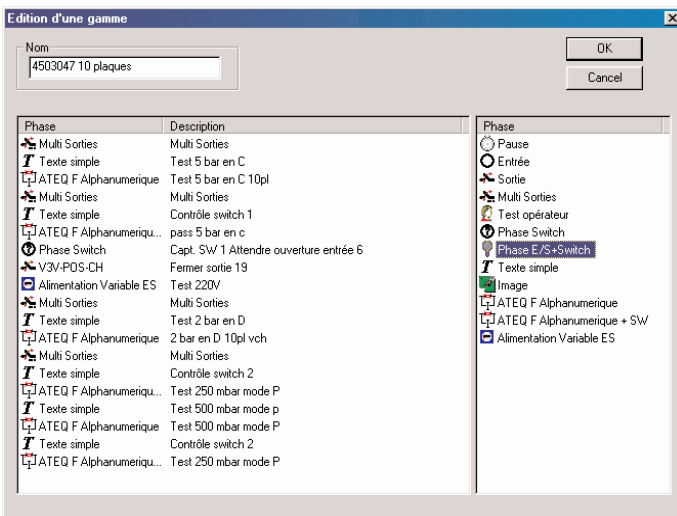 Edition d'une gamme
Nom
4503047 10 plaques
OK
Cancel
Phase Description
Multi Sorties Multi Sorties
Texte simple Test 5 bar en C
ATEQ F Alphanumerique Test 5 bar en C 10pl
Multi Sorties Multi Sorties
Texte simple Contrôle switch 1
ATEQ F Alphanumeriqu... pass 5 bar en c
Phase Switch Capt. SW 1 Attendre ouverture entrée 6
V3V-POS-CH Fermer sortie 19
Alimentation Variable ES Test 220V
Multi Sorties Multi Sorties
Texte simple Test 2 bar en D
ATEQ F Alphanumerique 2 bar en D 10pl vch
Multi Sorties Multi Sorties
Texte simple Contrôle switch 2
ATEQ F Alphanumeriqu... Test 250 mbar mode P
Texte simple Test 500 mbar mode p
ATEQ F Alphanumerique Test 500 mbar mode P
Texte simple Contrôle switch 2
ATEQ F Alphanumeriqu... Test 250 mbar mode P
Phase
Pause
Entrée
Sortie
Multi Sorties
Test opérateur
Phase Switch
Phase E/S+Switch
Texte simple
Image
ATEQ F Alphanumerique
ATEQ F Alphanumerique + SW
Alimentation Variable ES